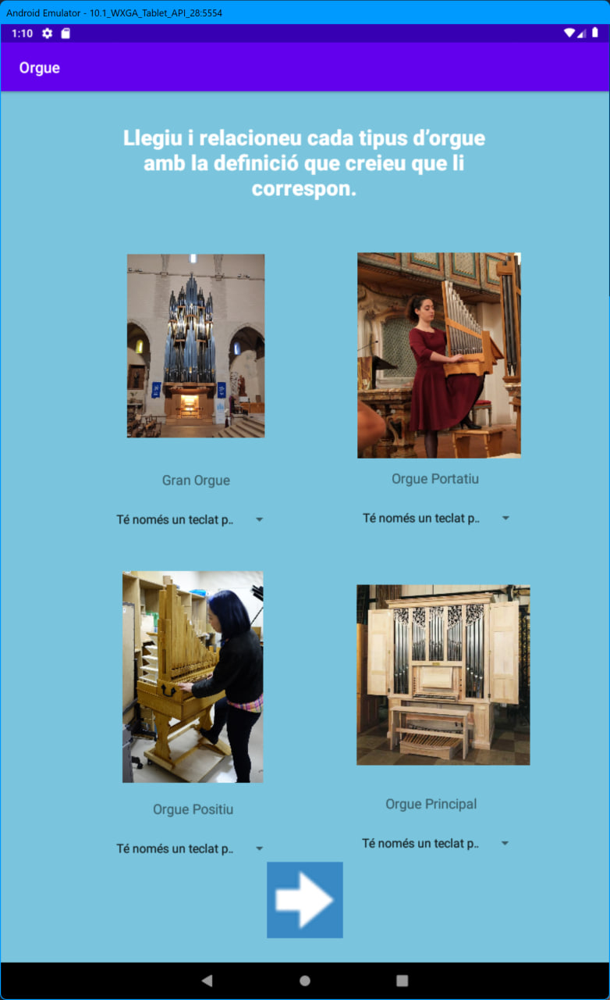 Android Emulator - 10.1_WXGA_Tablet_API_28:5554
1:10
Orgue
Llegiu i relacioneu cada tipus d’orgue
amb la definició que creieu que li
correspon.
Gran Orgue
Orgue Portatiu
Té només un teclat p..
Té només un teclat p..
Orgue Positiu
Orgue Principal
Té només un teclat p..
Té només un teclat p..